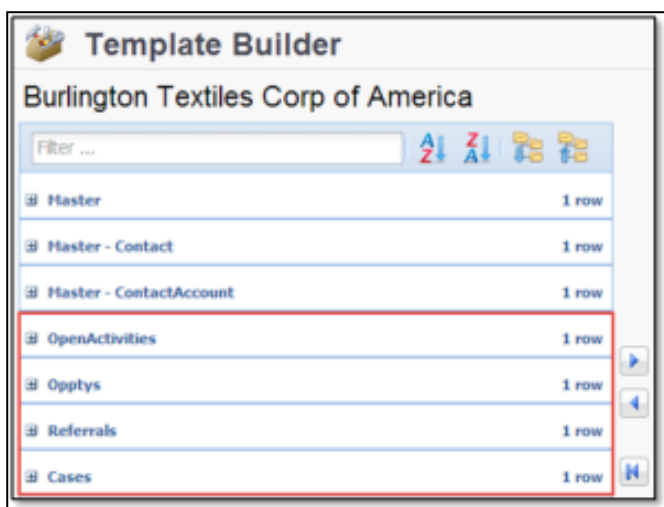 Template Builder
Burlington Textiles Corp of America
Filter ...
Master 1 row
Master - Contact 1 row
Master - ContactAccount 1 row
OpenActivities 1 row
Opptys 1 row
Referrals 1 row
Cases 1 row